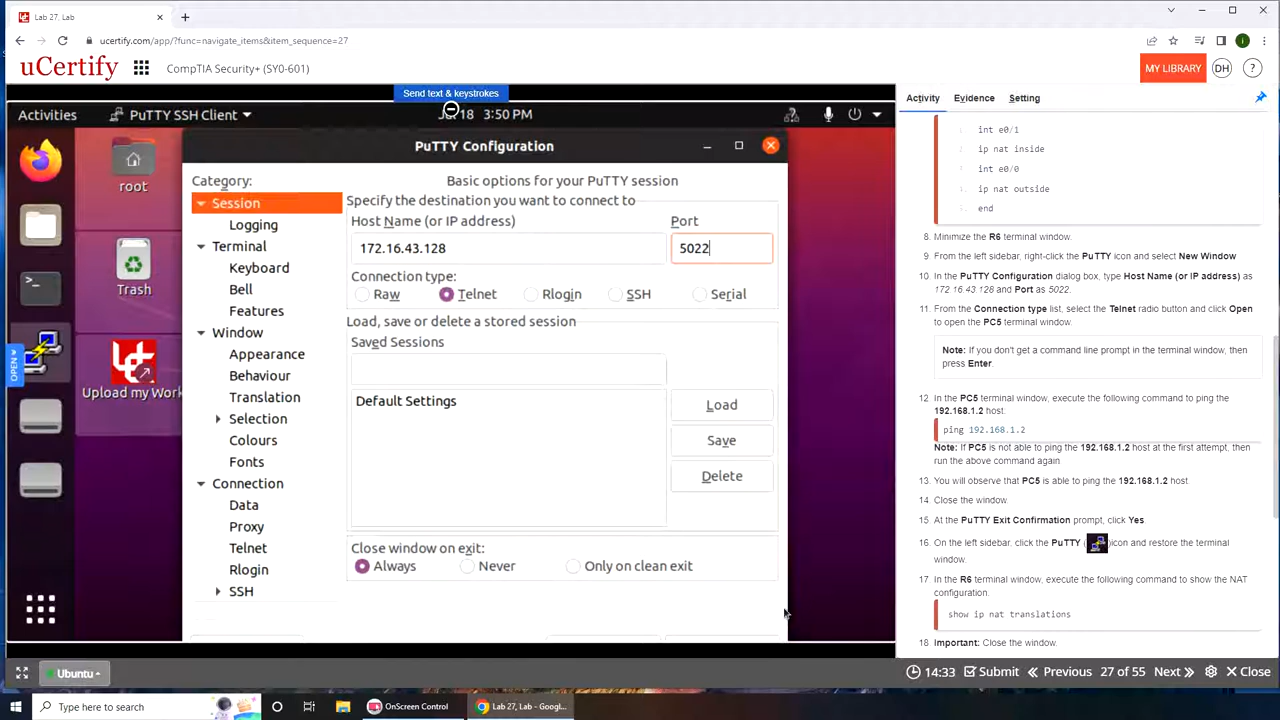 Lab 27, Lab
ucertify.com/app/?func=navigate_items&item_sequence=27
uCertify
CompTIA Security+ (SY0-601)
MY LIBRARY
DH
?
Send text & keystrokes
Activities
PuTTY SSH Client
18 3:50 PM
root
Trash
Upload my Work
OPEN
PuTTY Configuration
Category:
Session
Logging
Terminal
Keyboard
Bell
Features
Window
Appearance
Behaviour
Translation
Selection
Colours
Fonts
Connection
Data
Proxy
Telnet
Rlogin
SSH
Basic options for your PuTTY session
Specify the destination you want to connect to
Host Name (or IP address)
Port
172.16.43.128
5022
Connection type:
Raw
Telnet
Rlogin
SSH
Serial
Load, save or delete a stored session
Saved Sessions
Default Settings
Load
Save
Delete
Close window on exit:
Always
Never
Only on clean exit
Activity
Evidence
Setting
int e0/1
ip nat inside
int e0/0
ip nat outside
end
8. Minimize the R6 terminal window.
9 From the left sidebar, right-click the PuTTY icon and select New Window
10. In the PuTTY Configuration dialog box, type Host Name (or IP address) as
172.16.43.128 and Port as 5022.
11. From the Connection type list, select the Telnet radio button and click Open
to open the PC5 terminal window.
Note: If you don't get a command line prompt in the terminal window, then
press Enter.
12 In the PC5 terminal window, execute the following command to ping the
192.168.1.2 host.
ping 192.168.1.2
Note: If PC5 is not able to ping the 192.168.1.2 host at the first attempt, then
run the above command again
13. You will observe that PC5 is able to ping the 192.168.1.2 host.
14. Close the window.
15 At the PuTTY Exit Confirmation prompt, click Yes
16. On the left sidebar, click the PuTTY ( )icon and restore the terminal
window.
17 In the R6 terminal window, execute the following command to show the NAT
configuration.
show ip nat translations
18 Important: Close the window.
Ubuntu
14:33
Submit
Previous
27 of 55
Next
Close
Type here to search
OnScreen Control
Lab 27, Lab - Googl...